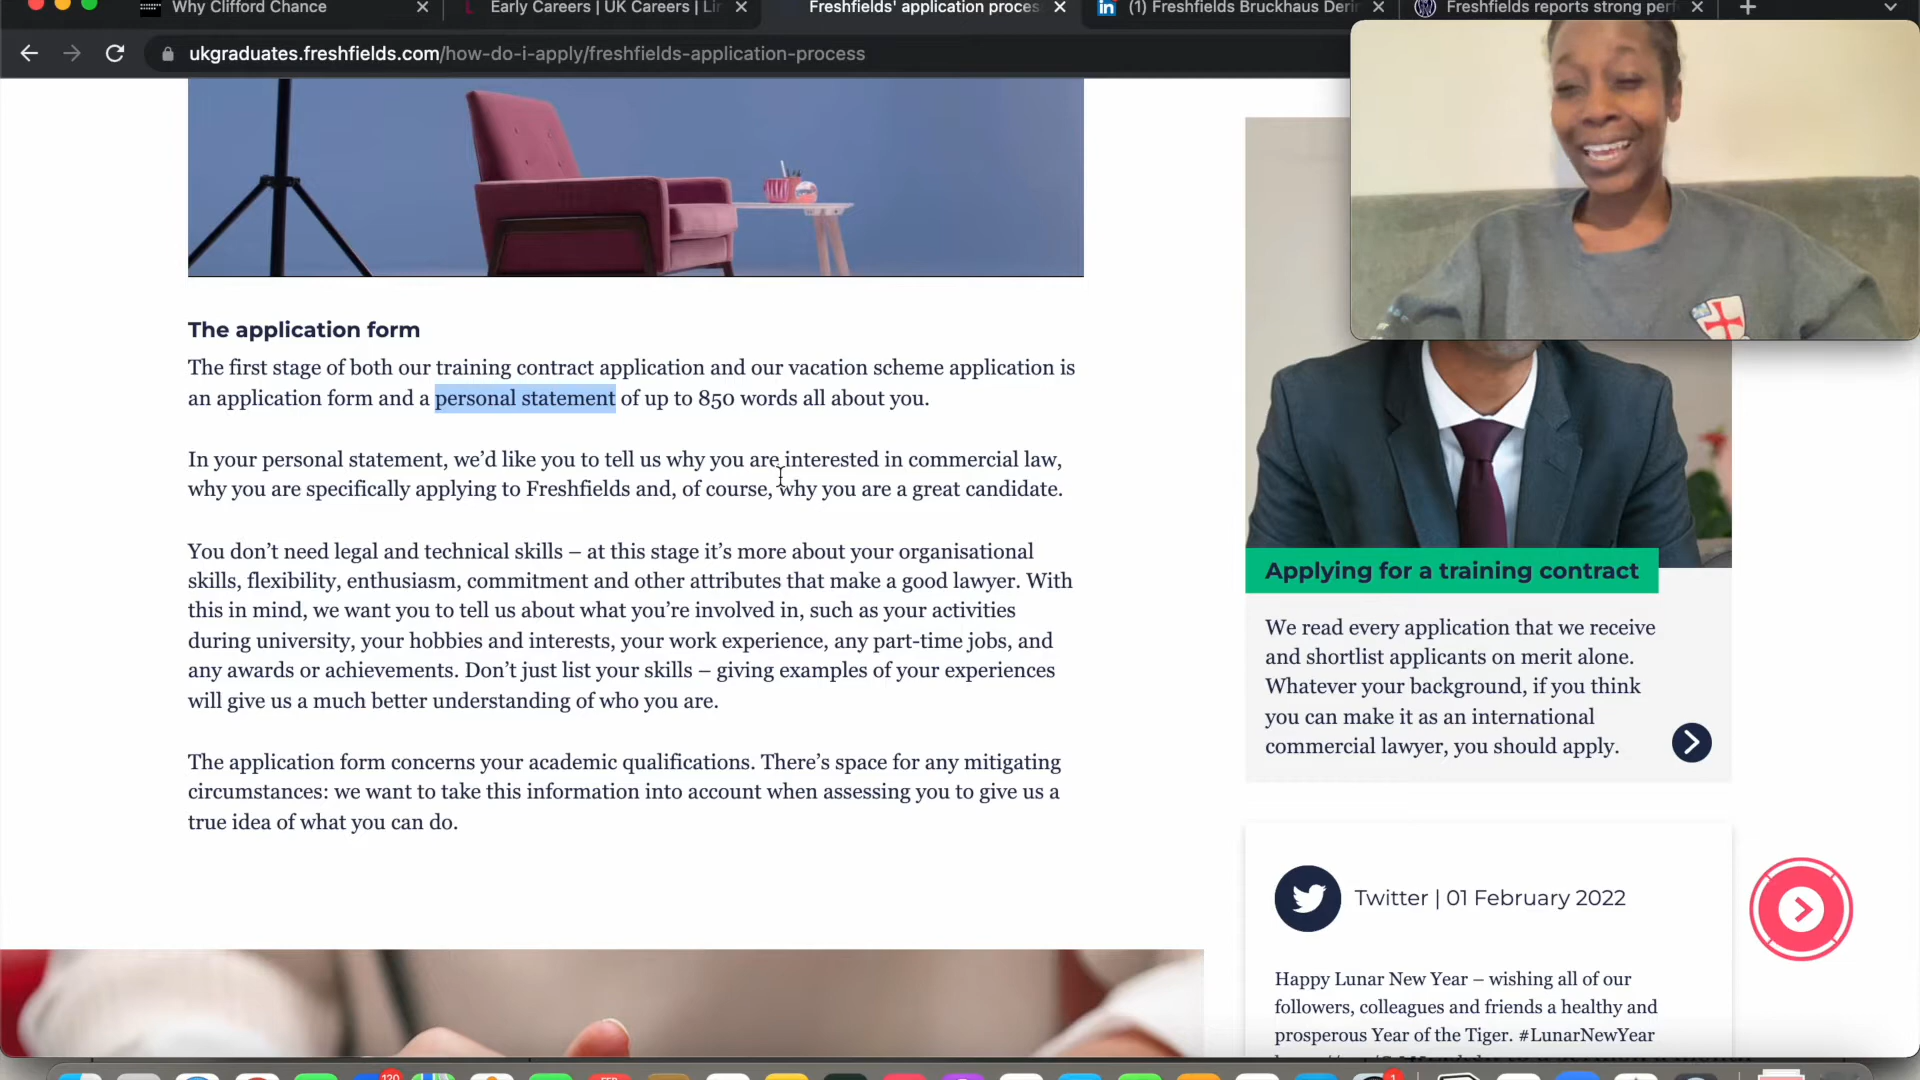 Why Clifford Chance
Early Careers | UK Careers | Lin
Freshfields' application proces
(1) Freshfields Bruckhaus Derin
Freshfields reports strong perf
ukgraduates.freshfields.com/how-do-i-apply/freshfields-application-process
The application form
The first stage of both our training contract application and our vacation scheme application is
an application form and a personal statement of up to 850 words all about you.
In your personal statement, we’d like you to tell us why you are interested in commercial law,
why you are specifically applying to Freshfields and, of course, why you are a great candidate.
You don’t need legal and technical skills – at this stage it’s more about your organisational
skills, flexibility, enthusiasm, commitment and other attributes that make a good lawyer. With
this in mind, we want you to tell us about what you’re involved in, such as your activities
during university, your hobbies and interests, your work experience, any part-time jobs, and
any awards or achievements. Don’t just list your skills – giving examples of your experiences
will give us a much better understanding of who you are.
The application form concerns your academic qualifications. There’s space for any mitigating
circumstances: we want to take this information into account when assessing you to give us a
true idea of what you can do.
Applying for a training contract
We read every application that we receive
and shortlist applicants on merit alone.
Whatever your background, if you think
you can make it as an international
commercial lawyer, you should apply.
Twitter | 01 February 2022
Happy Lunar New Year – wishing all of our
followers, colleagues and friends a healthy and
prosperous Year of the Tiger. #LunarNewYear
120
FEB
1